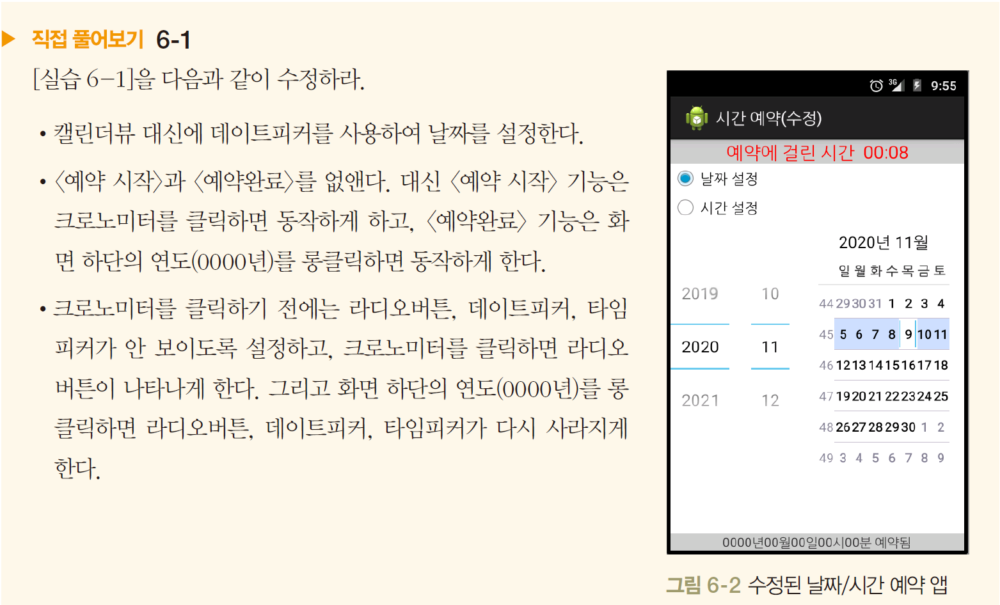 직접 풀어보기 6-1
[실습 6-1]을 다음과 같이 수정하라.
• 캘린더뷰 대신에 데이트피커를 사용하여 날짜를 설정한다.
• 〈예약 시작〉과 〈예약완료〉를 없앤다. 대신 〈예약 시작〉 기능은
크로노미터를 클릭하면 동작하게 하고, 〈예약완료〉 기능은 화
면 하단의 연도(0000년)를 롱클릭하면 동작하게 한다.
• 크로노미터를 클릭하기 전에는 라디오버튼, 데이트피커, 타임
피커가 안 보이도록 설정하고, 크로노미터를 클릭하면 라디오
버튼이 나타나게 한다. 그리고 화면 하단의 연도(0000년)를 롱
클릭하면 라디오버튼, 데이트피커, 타임피커가 다시 사라지게
한다.
3G 9:55
시간 예약(수정)
예약에 걸린 시간 00:08
날짜 설정
시간 설정
2019 10
2020 11
2021 12
2020년 11월
일 월 화 수 목 금 토
44 29 30 31 1 2 3 4
45 5 6 7 8 9 10 11
46 12 13 14 15 16 17 18
47 19 20 21 22 23 24 25
48 26 27 28 29 30 1 2
49 3 4 5 6 7 8 9
0000년00월00일00시00분 예약됨
그림 6-2 수정된 날짜/시간 예약 앱